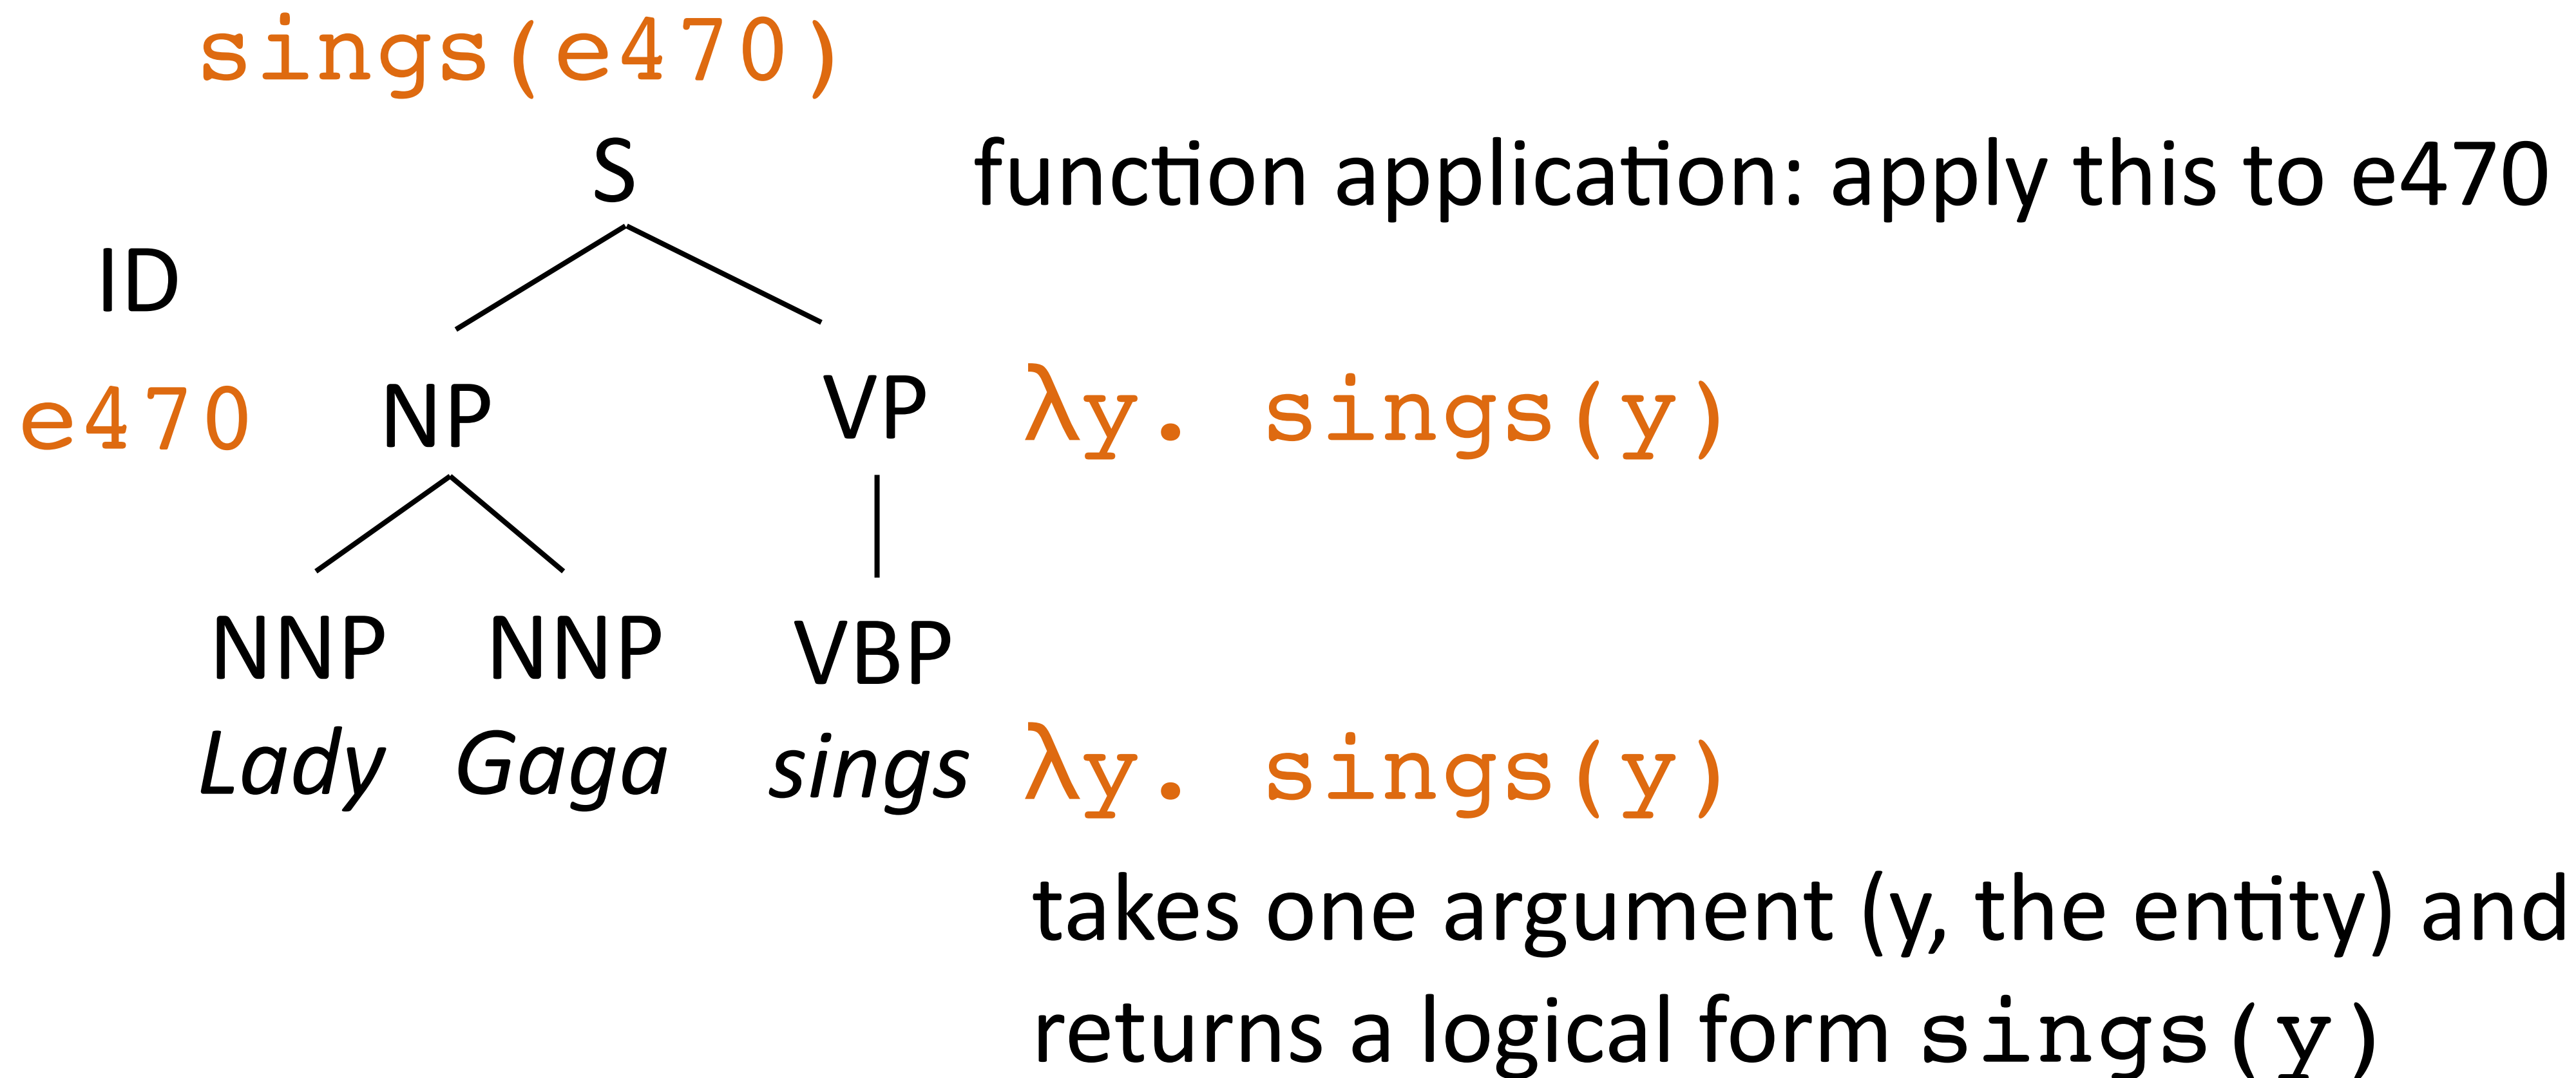 sings(e470)
S function application: apply this to e470
ID
e470 NP VP λy. sings(y)
NNP NNP VBP
Lady Gaga sings λy. sings(y)
takes one argument (y, the entity) and
returns a logical form sings(y)